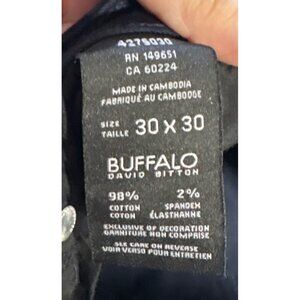 4276030
RN 149651
CA 60224
MADE IN CAMBODIA
FABRIQUÉ AU CAMBODGE
SIZE
TAILLE 30 x 30
BUFFALO
DAVID BITTON
98% 2%
COTTON SPANDEX
COTON ÉLASTHANNE
EXCLUSIVE OF DECORATION
GARNITURE NON COMPRISE
SEE CARE ON REVERSE
VOIR VERSO POUR ENTRETIEN